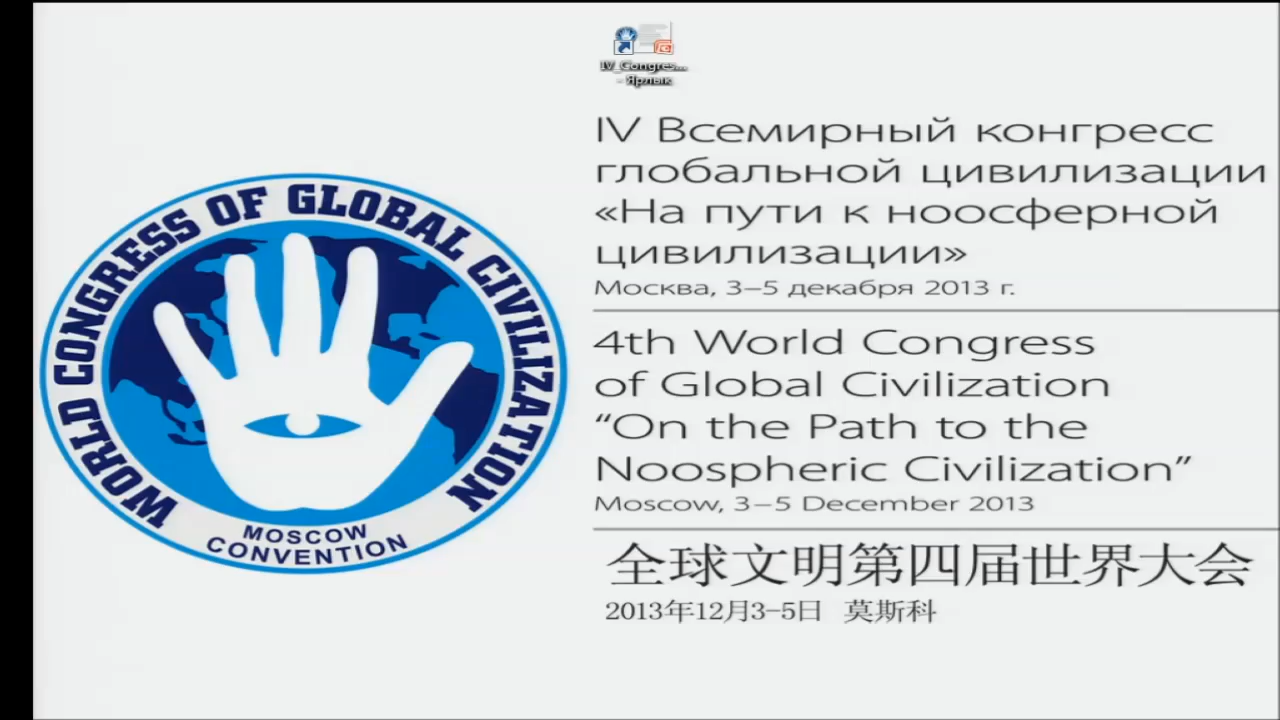 IV_Congres...
- Ярлык
WORLD CONGRESS OF GLOBAL CIVILIZATION
MOSCOW
CONVENTION
IV Всемирный конгресс
глобальной цивилизации
«На пути к ноосферной
цивилизации»
Москва, 3–5 декабря 2013 г.
4th World Congress
of Global Civilization
“On the Path to the
Noospheric Civilization”
Moscow, 3–5 December 2013
全球文明第四届世界大会
2013年12月3-5日 莫斯科